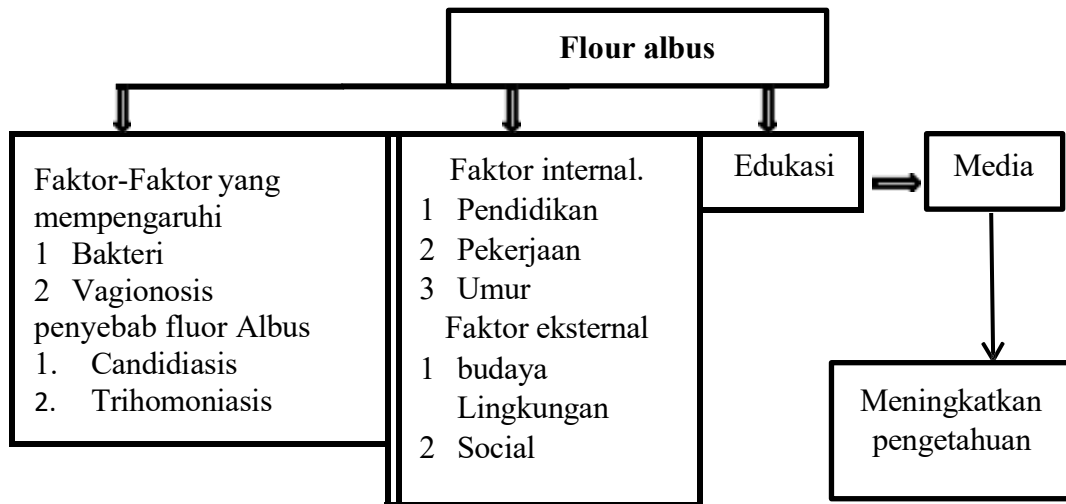 Flour albus
Faktor-Faktor yang
mempengaruhi
1 Bakteri
2 Vagionosis
penyebab fluor Albus
1. Candidiasis
2. Trihomoniasis
Faktor internal.
1 Pendidikan
2 Pekerjaan
3 Umur
Faktor eksternal
1 budaya
Lingkungan
2 Social
Edukasi
Media
Meningkatkan
pengetahuan